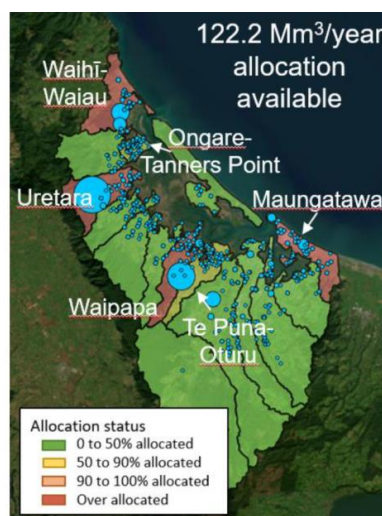 122.2 Mm³/year
allocation
available
Waihī-
Waiau
Ongare-
Tanners Point
Uretara
Maungatawa
Waipapa
Te Puna-
Oturu
Allocation status
0 to 50% allocated
50 to 90% allocated
90 to 100% allocated
Over allocated